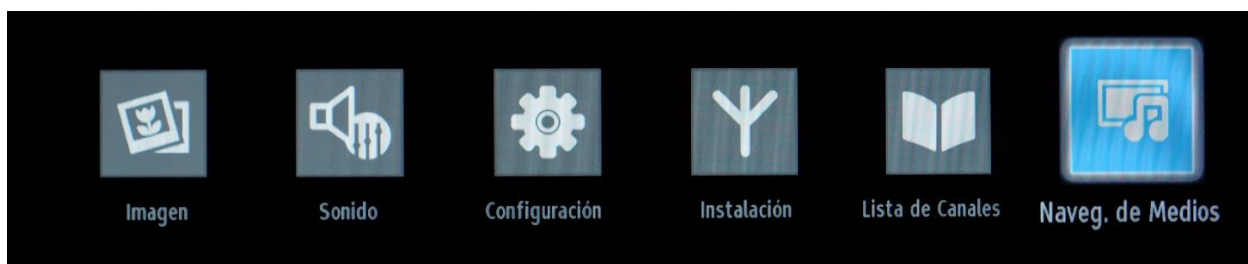 Imagen
Sonido
Configuración
Instalación
Lista de Canales
Naveg. de Medios